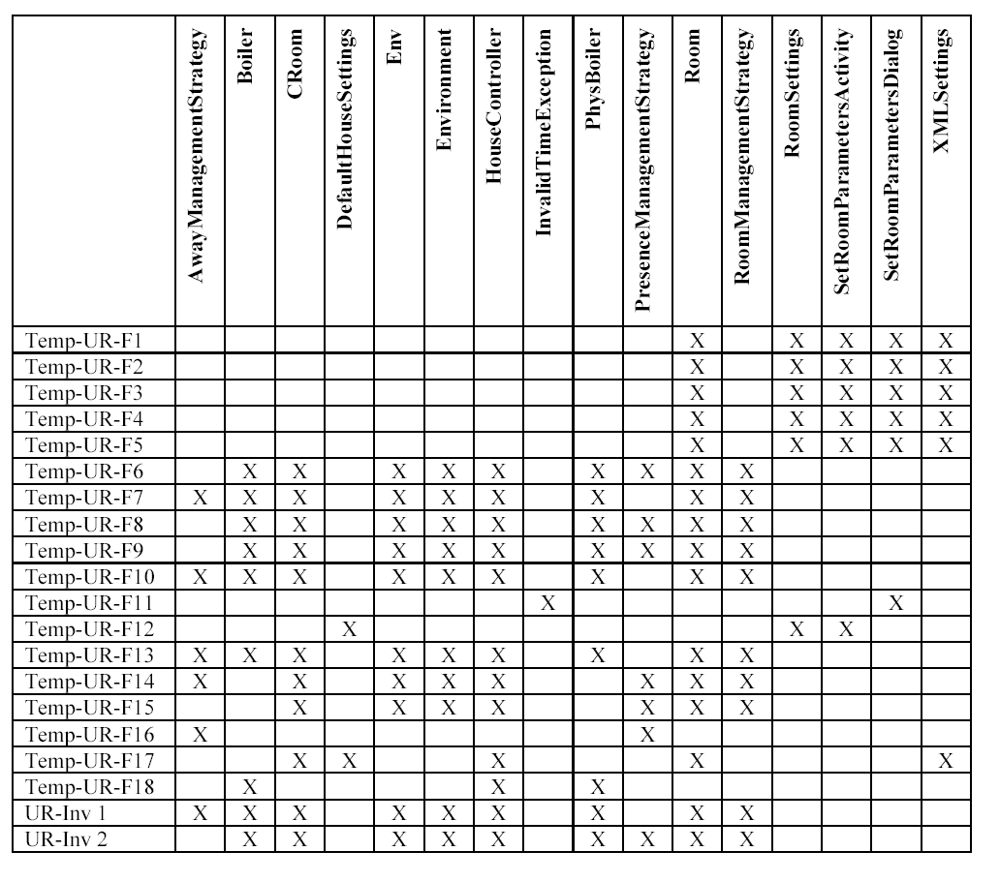 AwayManagementStrategy Boiler CRoom DefaultHouseSettings Env Environment HouseController InvalidTimeException PhysBoiler PresenceManagementStrategy Room RoomManagementStrategy RoomSettings SetRoomParametersActivity SetRoomParametersDialog XMLSettings
Temp-UR-F1 X X X X X
Temp-UR-F2 X X X X X
Temp-UR-F3 X X X X X
Temp-UR-F4 X X X X X
Temp-UR-F5 X X X X X
Temp-UR-F6 X X X X X X X X X
Temp-UR-F7 X X X X X X X X X
Temp-UR-F8 X X X X X X X X X
Temp-UR-F9 X X X X X X X X X
Temp-UR-F10 X X X X X X X X X
Temp-UR-F11 X X
Temp-UR-F12 X X X
Temp-UR-F13 X X X X X X X X X
Temp-UR-F14 X X X X X X X X
Temp-UR-F15 X X X X X X X
Temp-UR-F16 X X
Temp-UR-F17 X X X X X
Temp-UR-F18 X X X
UR-Inv 1 X X X X X X X X X
UR-Inv 2 X X X X X X X X X